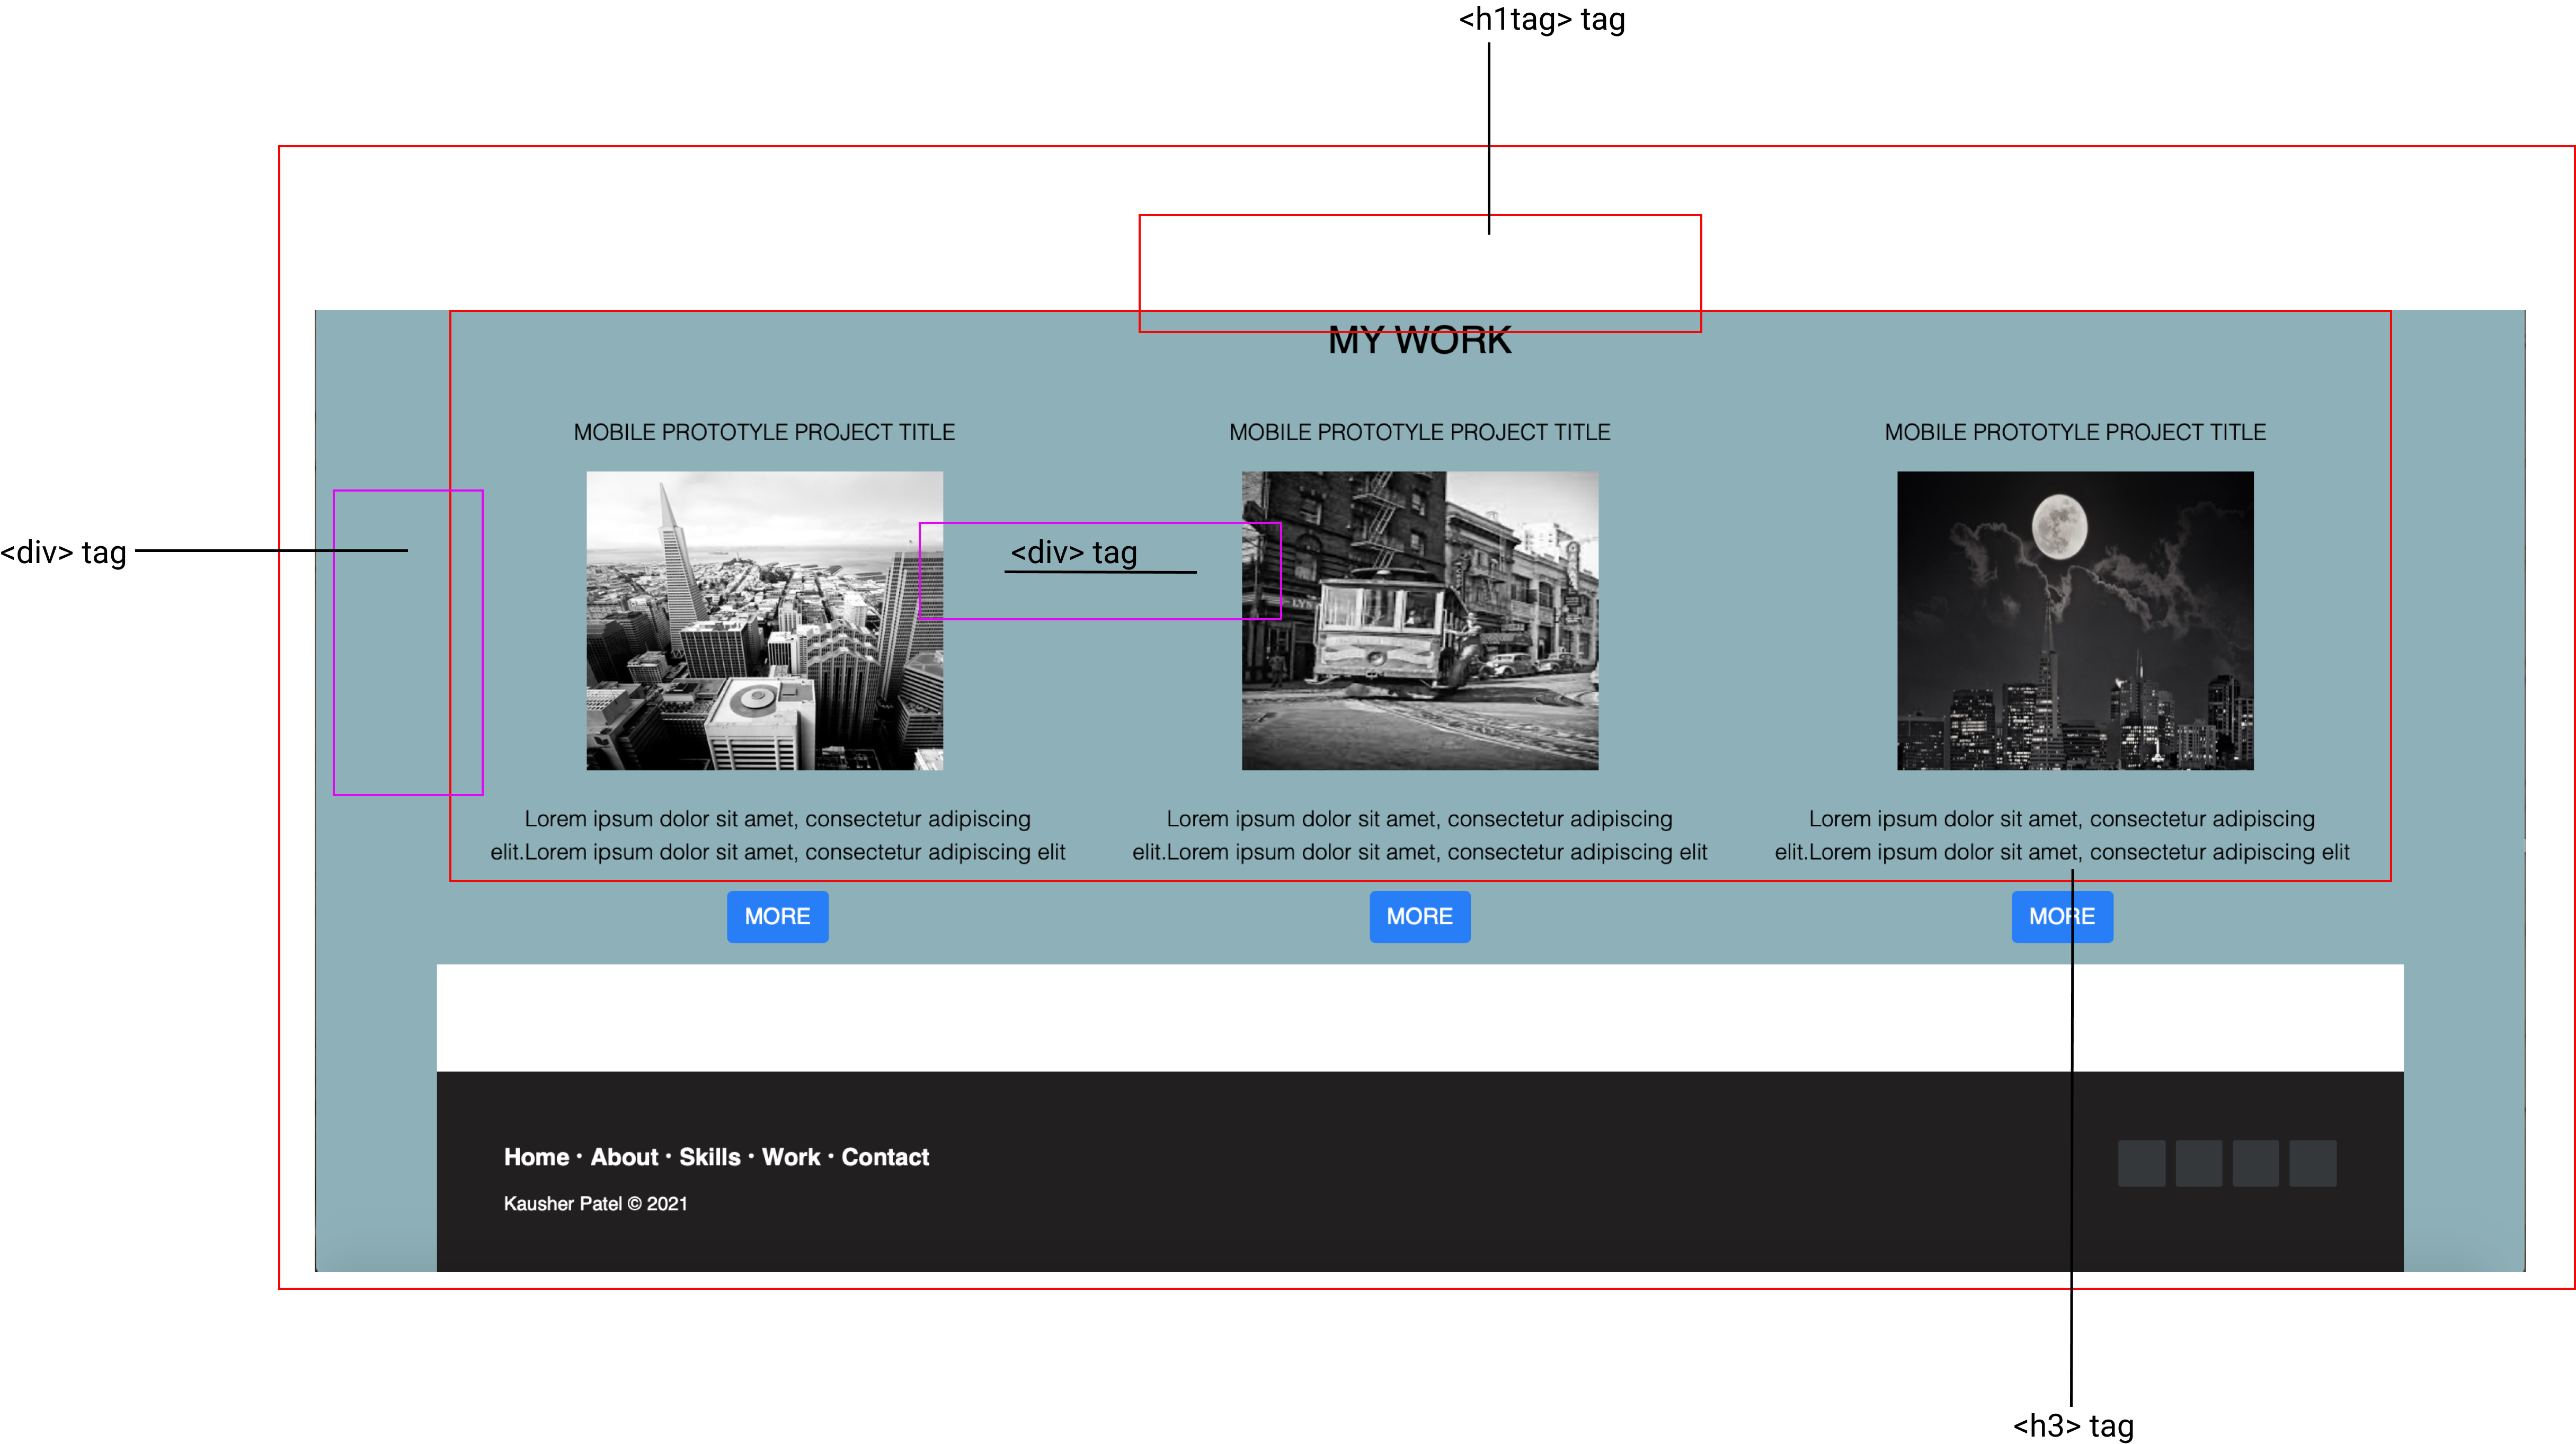 <h1tag> tag
MY WORK
MOBILE PROTOTYLE PROJECT TITLE
MOBILE PROTOTYLE PROJECT TITLE
MOBILE PROTOTYLE PROJECT TITLE
<div> tag
<div> tag
Lorem ipsum dolor sit amet, consectetur adipiscing
elit.Lorem ipsum dolor sit amet, consectetur adipiscing elit
Lorem ipsum dolor sit amet, consectetur adipiscing
elit.Lorem ipsum dolor sit amet, consectetur adipiscing elit
Lorem ipsum dolor sit amet, consectetur adipiscing
elit.Lorem ipsum dolor sit amet, consectetur adipiscing elit
MORE
MORE
MORE
Home · About · Skills · Work · Contact
Kausher Patel © 2021
<h3> tag